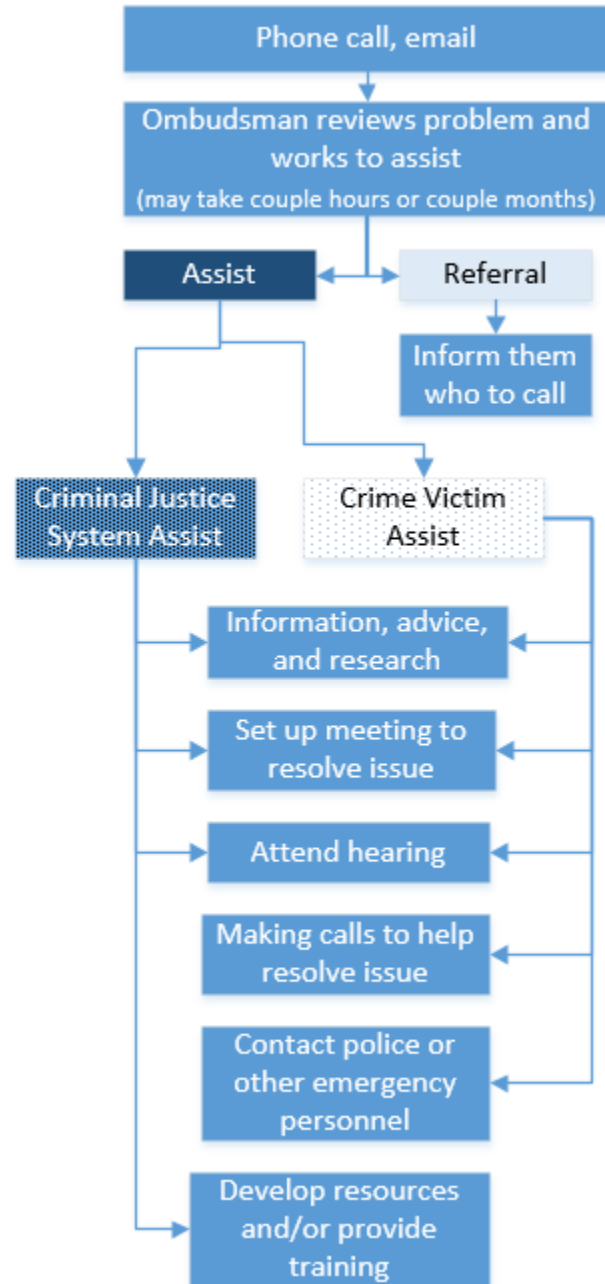 Phone call, email
Ombudsman reviews problem and
works to assist
(may take couple hours or couple months)
Assist
Referral
Inform them
who to call
Criminal Justice
System Assist
Crime Victim
Assist
Information, advice,
and research
Set up meeting to
resolve issue
Attend hearing
Making calls to help
resolve issue
Contact police or
other emergency
personnel
Develop resources
and/or provide
training